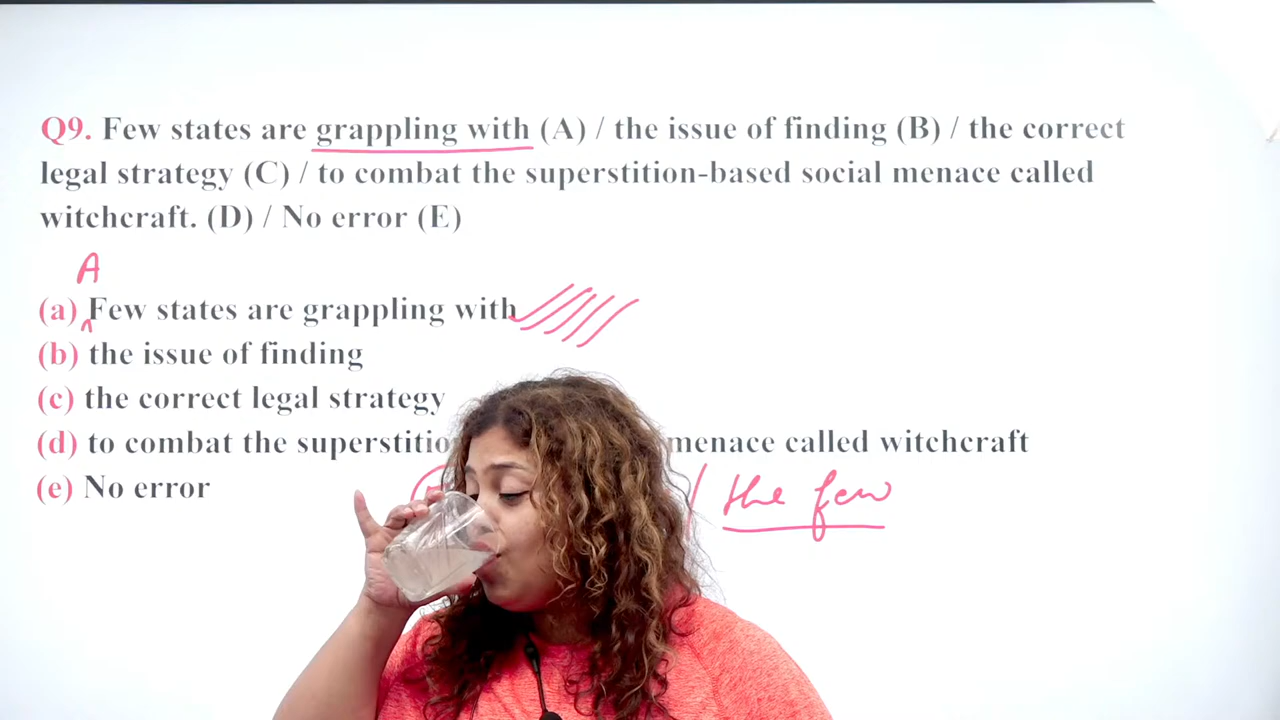 Q9. Few states are grappling with (A) / the issue of finding (B) / the correct
legal strategy (C) / to combat the superstition-based social menace called
witchcraft. (D) / No error (E)
A
(a) Few states are grappling with
(b) the issue of finding
(c) the correct legal strategy
(d) to combat the menace called witchcraft
(e) No error
/ the few